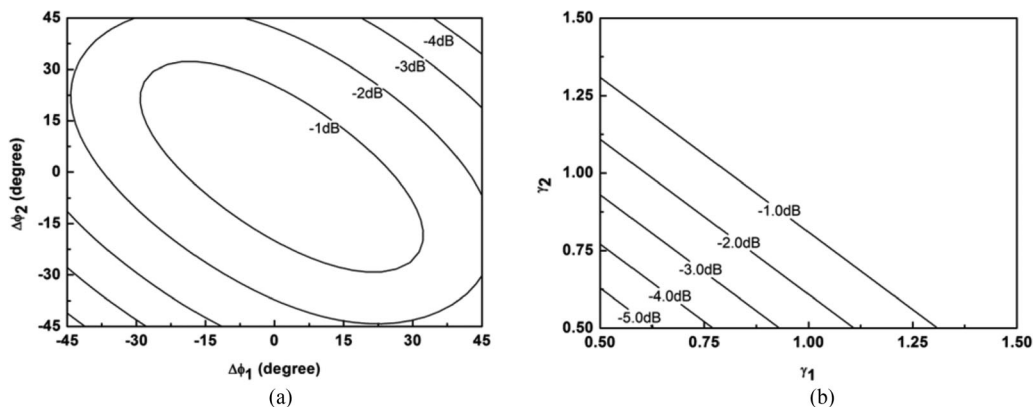 45
30
15
0
-15
-30
-45
Δϕ2 (degree)
-4dB
-3dB
-2dB
-1dB
-45 -30 -15 0 15 30 45
Δϕ1 (degree)
(a)
1.50
1.25
1.00
0.75
0.50
γ2
-1.0dB
-2.0dB
-3.0dB
-4.0dB
-5.0dB
0.50 0.75 1.00 1.25 1.50
γ1
(b)